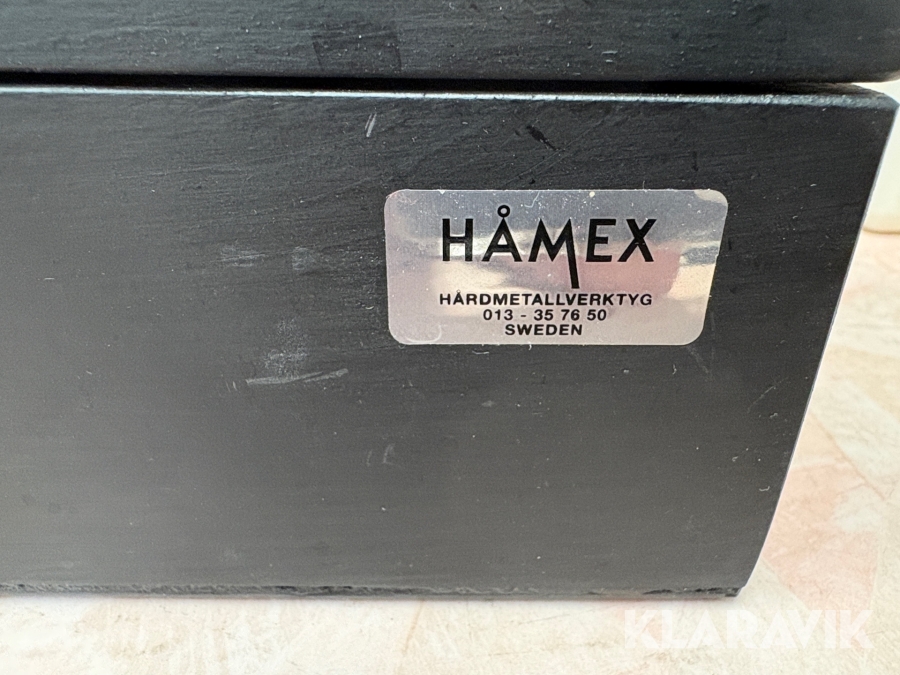 HÅMEX
HÅRDMETALLVERKTYG
013 - 35 76 50
SWEDEN
KLARAVIK